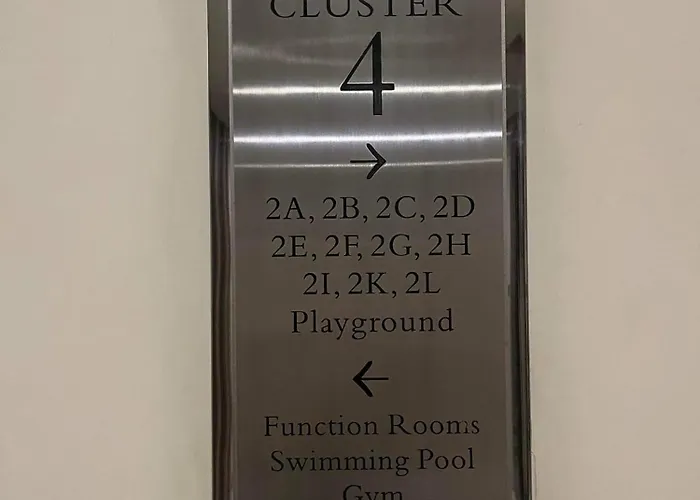 CLUSTER
4
→
2A, 2B, 2C, 2D
2E, 2F, 2G, 2H
2I, 2K, 2L
Playground
←
Function Rooms
Swimming Pool
Gym